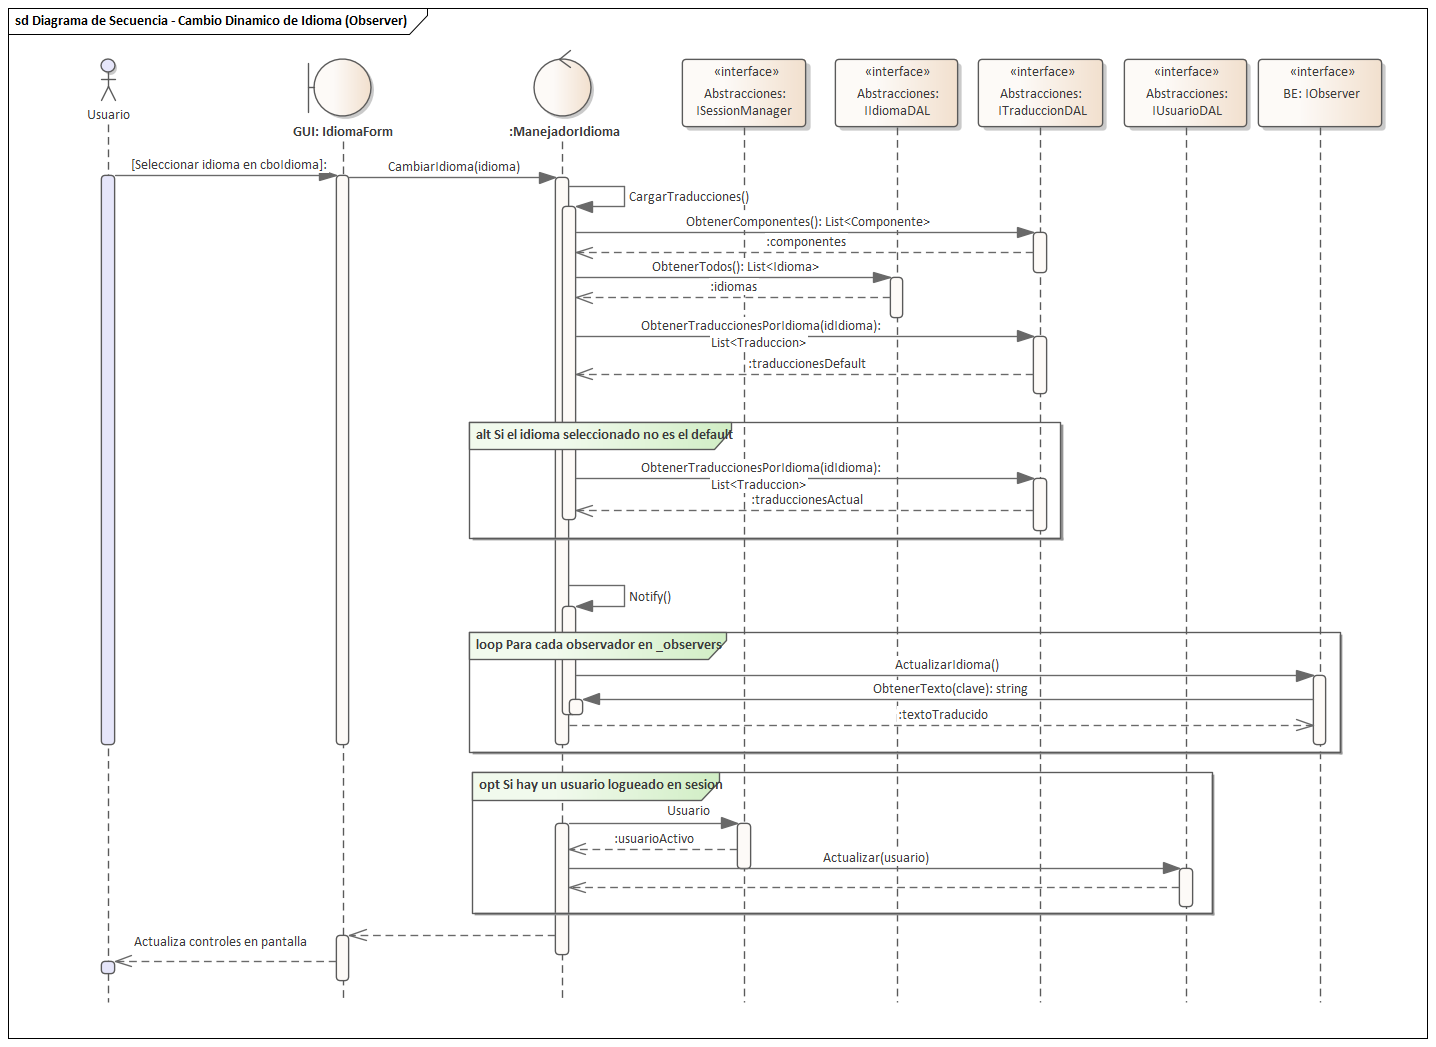 sd Diagrama de Secuencia - Cambio Dinamico de Idioma (Observer)
Usuario
GUI: IdiomaForm
:ManejadorIdioma
«interface»
Abstracciones:
ISessionManager
«interface»
Abstracciones:
IIdiomaDAL
«interface»
Abstracciones:
ITraduccionDAL
«interface»
Abstracciones:
IUsuarioDAL
«interface»
BE: IObserver
[Seleccionar idioma en cboIdioma]:
CambiarIdioma(idioma)
CargarTraducciones()
ObtenerComponentes(): List<Componente>
:componentes
ObtenerTodos(): List<Idioma>
:idiomas
ObtenerTraduccionesPorIdioma(idIdioma):
List<Traduccion>
:traduccionesDefault
alt Si el idioma seleccionado no es el default
ObtenerTraduccionesPorIdioma(idIdioma):
List<Traduccion>
:traduccionesActual
Notify()
loop Para cada observador en _observers
ActualizarIdioma()
ObtenerTexto(clave): string
:textoTraducido
opt Si hay un usuario logueado en sesion
Usuario
:usuarioActivo
Actualizar(usuario)
Actualiza controles en pantalla